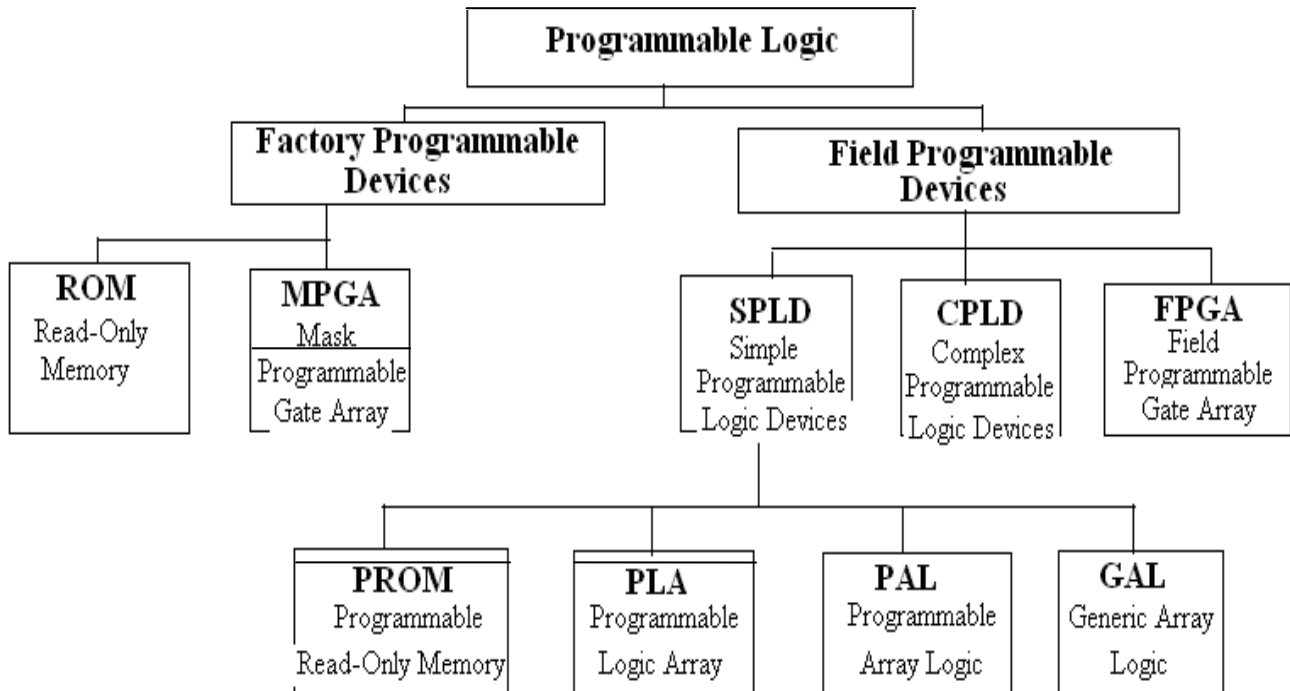 Programmable Logic
Factory Programmable
Devices
Field Programmable
Devices
ROM
Read-Only
Memory
MPGA
Mask
Programmable
Gate Array
SPLD
Simple
Programmable
Logic Devices
CPLD
Complex
Programmable
Logic Devices
FPGA
Field
Programmable
Gate Array
PROM
Programmable
Read-Only Memory
PLA
Programmable
Logic Array
PAL
Programmable
Array Logic
GAL
Generic Array
Logic